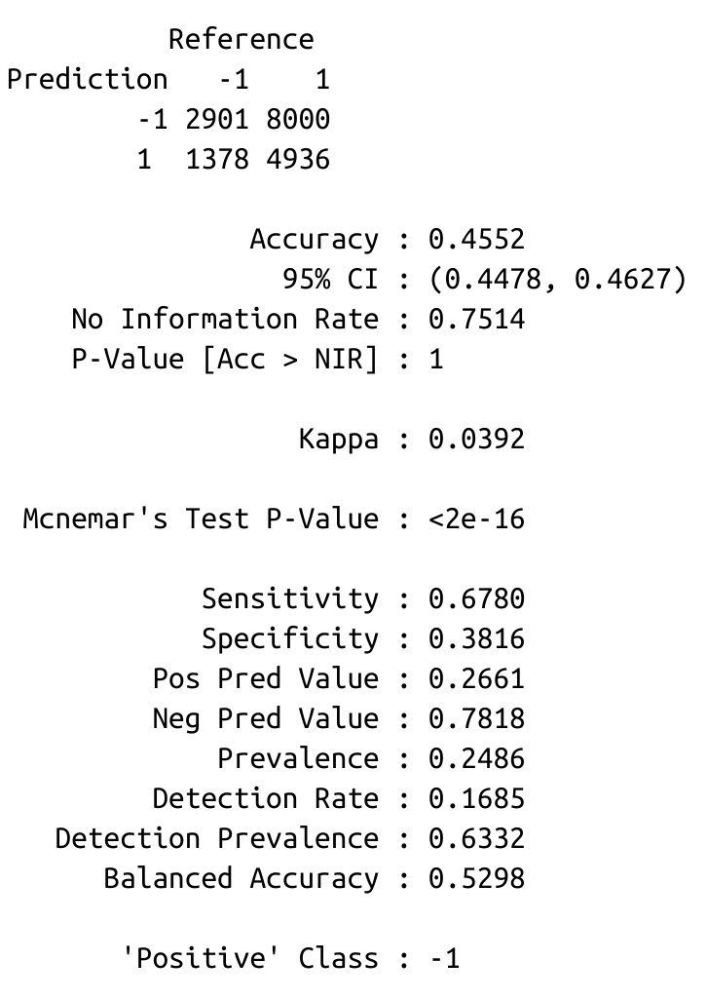 Reference
Prediction -1 1
-1 2901 8000
1 1378 4936
Accuracy : 0.4552
95% CI : (0.4478, 0.4627)
No Information Rate : 0.7514
P-Value [Acc > NIR] : 1
Kappa : 0.0392
Mcnemar's Test P-Value : <2e-16
Sensitivity : 0.6780
Specificity : 0.3816
Pos Pred Value : 0.2661
Neg Pred Value : 0.7818
Prevalence : 0.2486
Detection Rate : 0.1685
Detection Prevalence : 0.6332
Balanced Accuracy : 0.5298
'Positive' Class : -1